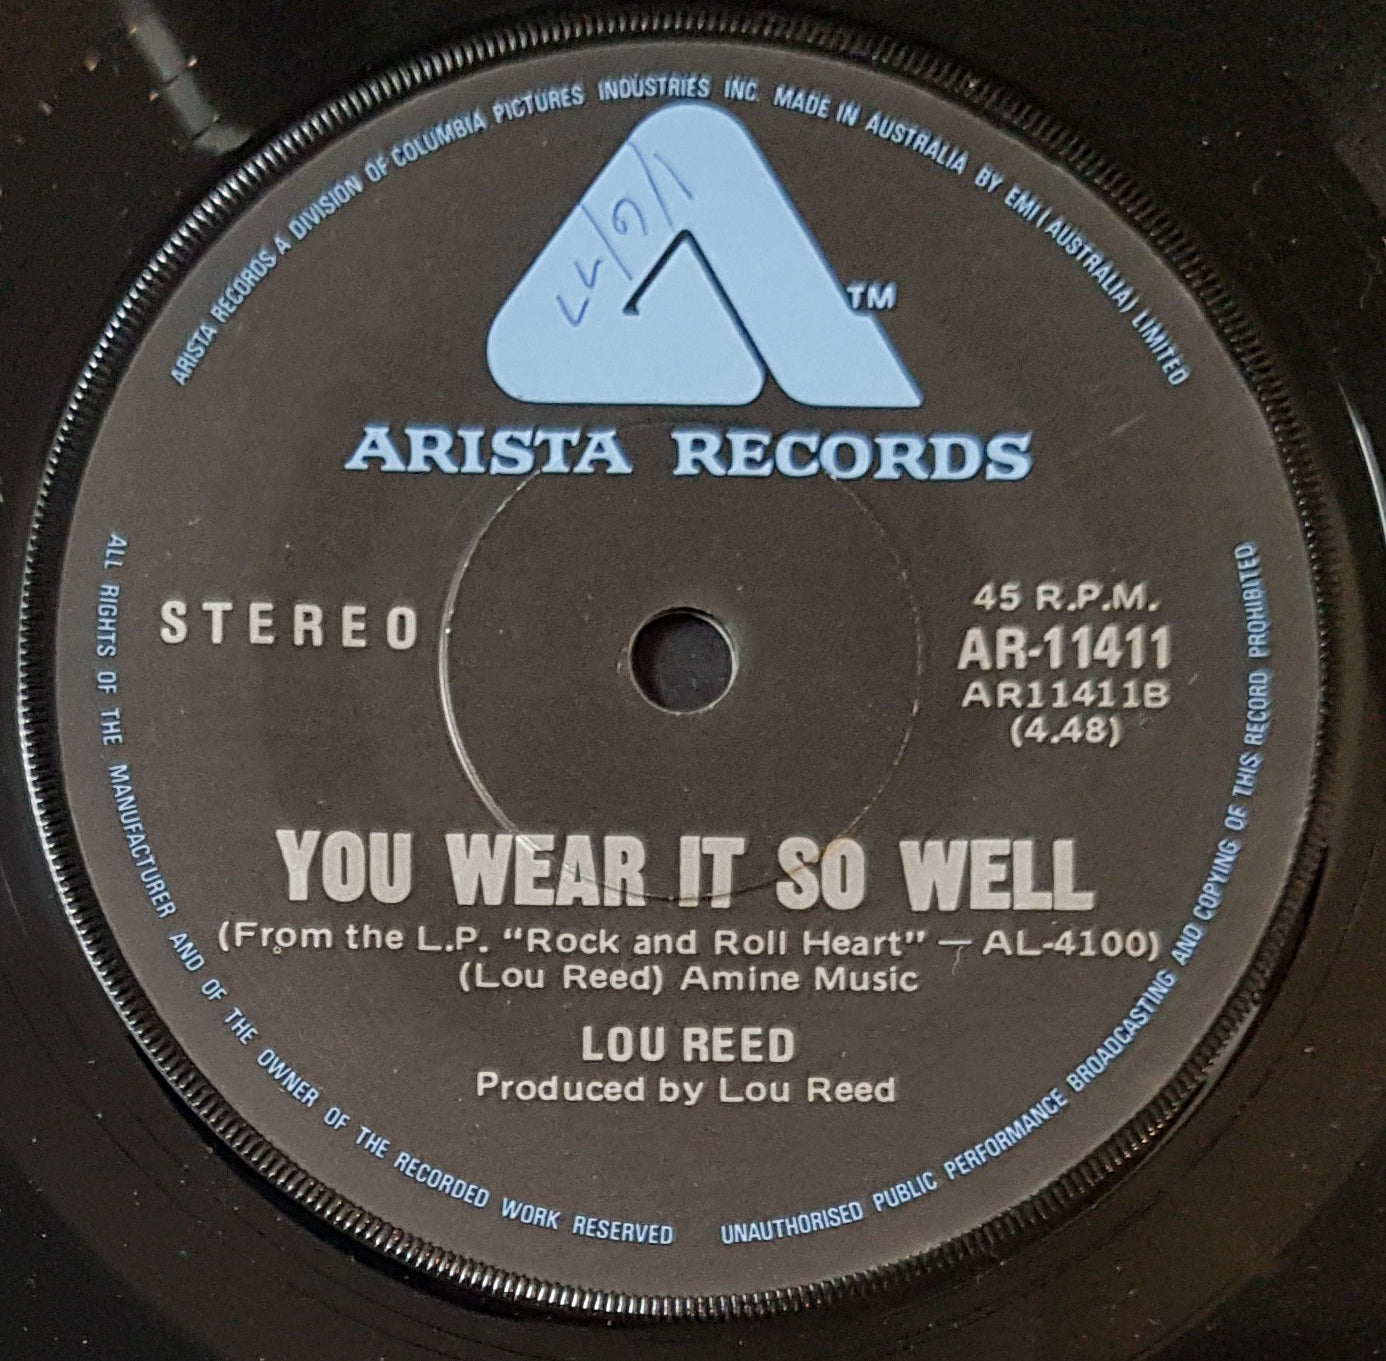 ARISTA RECORDS A DIVISION OF COLUMBIA PICTURES INDUSTRIES INC. MADE IN AUSTRALIA BY EMI (AUSTRALIA) LIMITED
TM
ARISTA RECORDS
STEREO
45 R.P.M.
AR-11411
AR11411B
(4.48)
YOU WEAR IT SO WELL
(From the L.P. “Rock and Roll Heart” — AL-4100)
(Lou Reed) Amine Music
LOU REED
Produced by Lou Reed
ALL RIGHTS OF THE MANUFACTURER AND OF THE OWNER OF THE RECORDED WORK RESERVED
UNAUTHORISED PUBLIC PERFORMANCE BROADCASTING AND COPYING OF THIS RECORD PROHIBITED